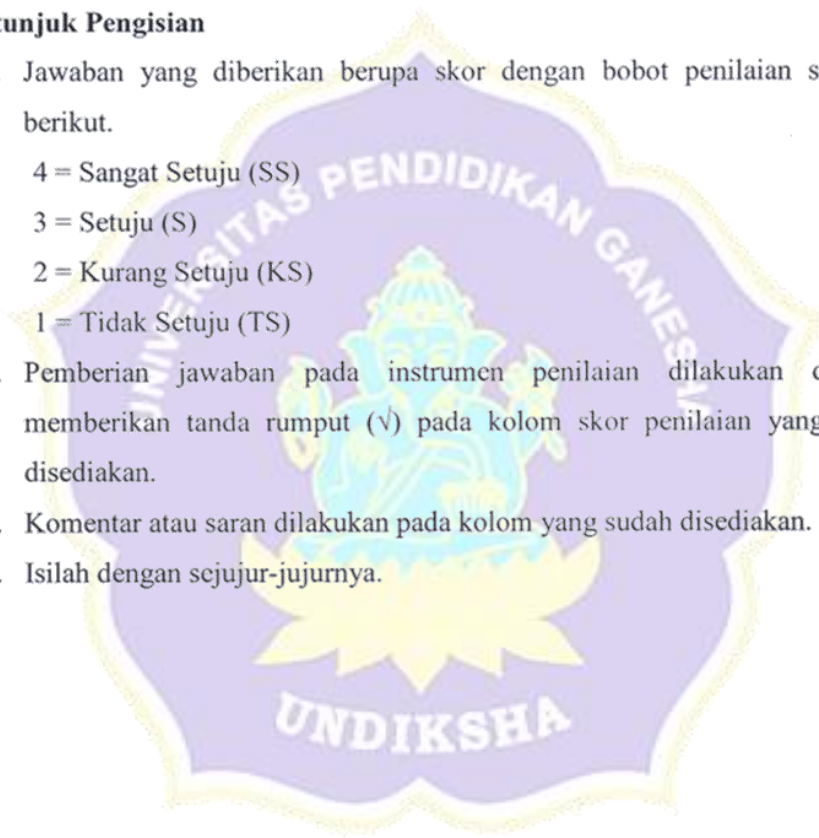 tunjuk Pengisian
Jawaban yang diberikan berupa skor dengan bobot penilaian s
berikut.
4 = Sangat Setuju (SS)
3 = Setuju (S)
2 = Kurang Setuju (KS)
1 = Tidak Setuju (TS)
. Pemberian jawaban pada instrumen penilaian dilakukan d
memberikan tanda rumput (√) pada kolom skor penilaian yang
disediakan.
. Komentar atau saran dilakukan pada kolom yang sudah disediakan.
. Isilah dengan sejujur-jujurnya.
UNIVERSITAS PENDIDIKAN GANESHA
UNDIKSHA